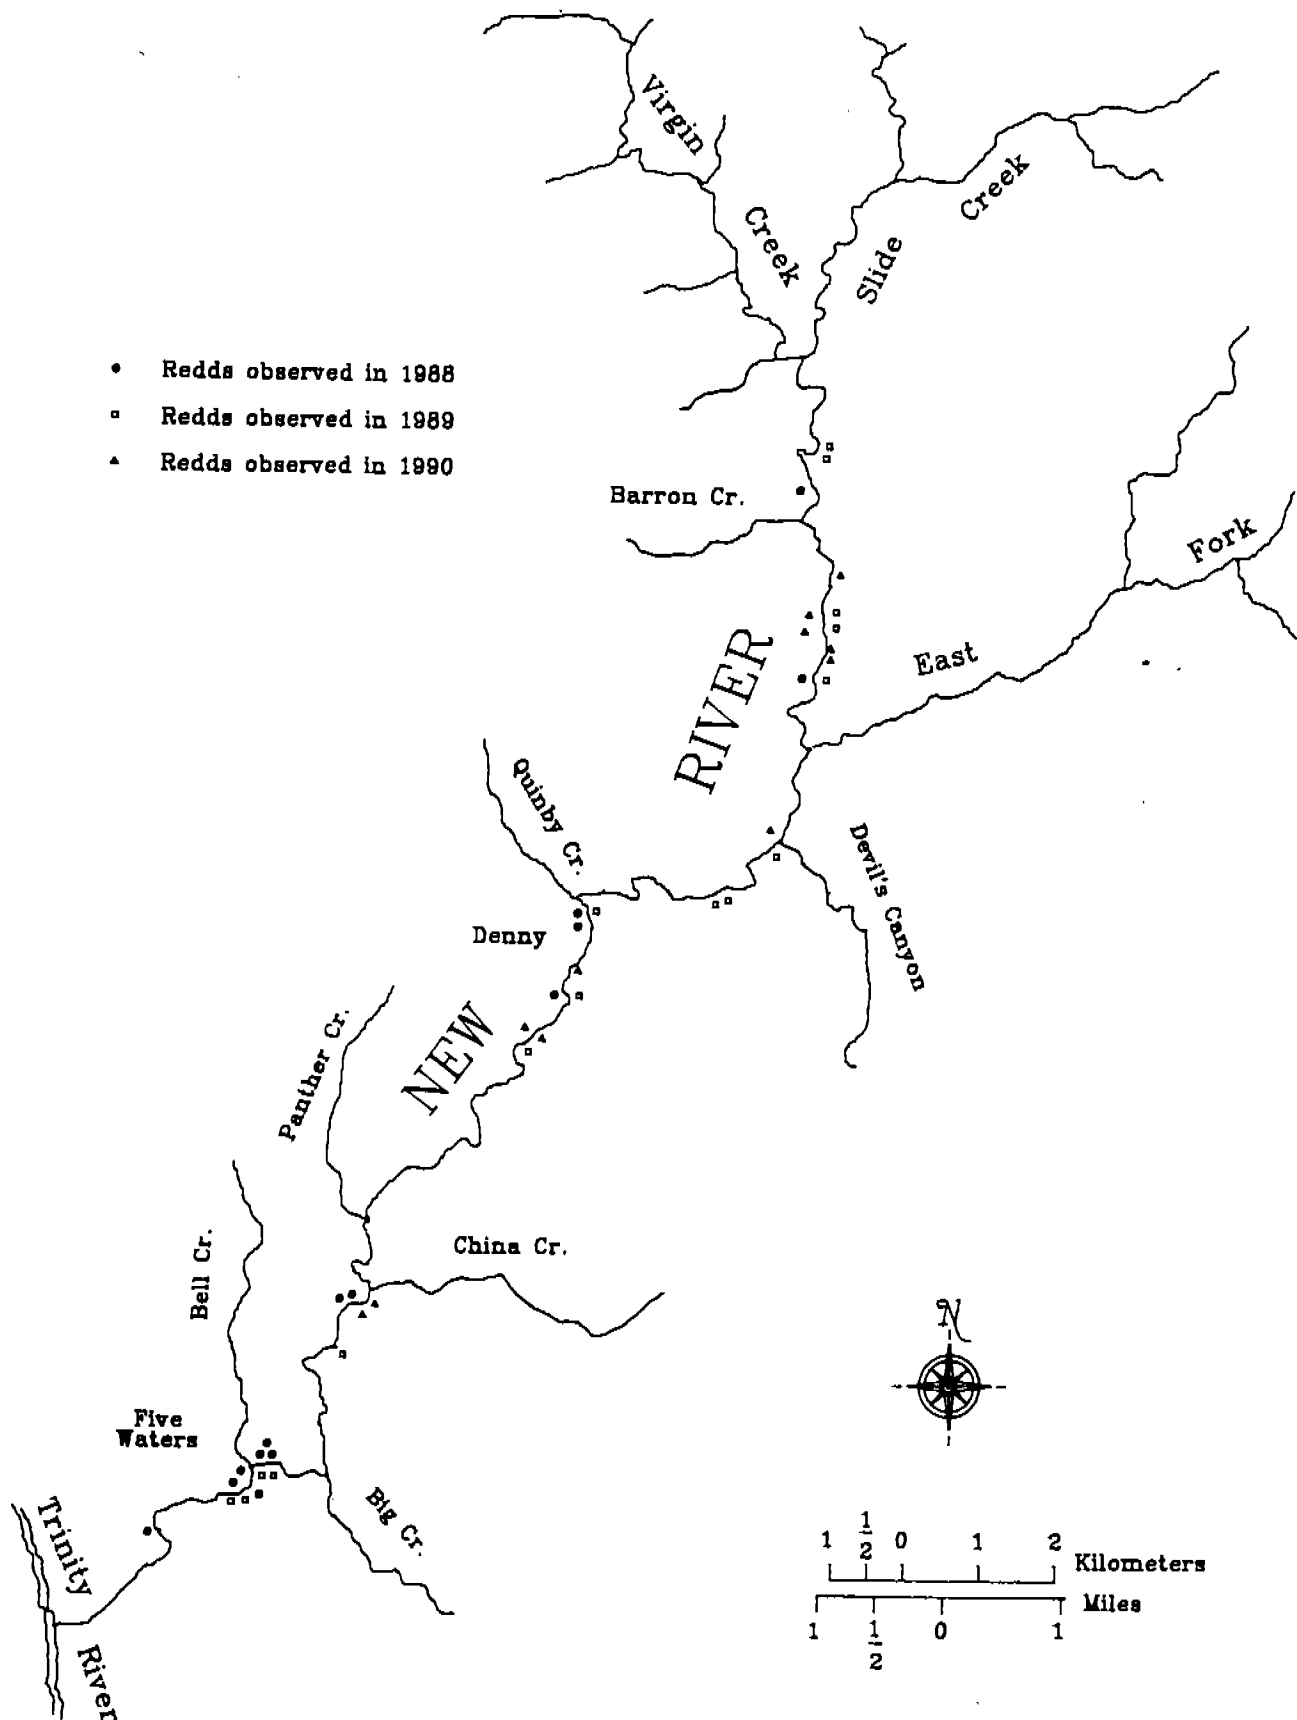 Virgin
Creek
Slide
Creek
Redds observed in 1988
Redds observed in 1989
Redds observed in 1990
Barron Cr.
East
Fork
NEW
RIVER
Quinby Cr.
Devil's Canyon
Denny
Panther Cr.
China Cr.
Bell Cr.
Five
Waters
Big Cr.
Trinity
River
N
1 1/2 0 1 2
Kilometers
Miles
1 1/2 0 1